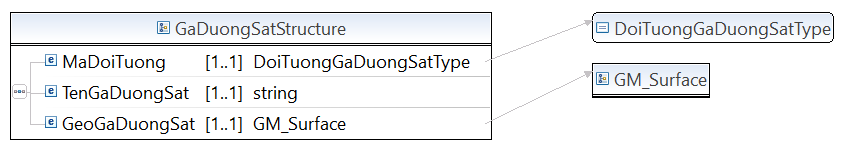 GaDuongSatStructure
MaDoiTuong [1..1] DoiTuongGaDuongSatType
TenGaDuongSat [1..1] string
GeoGaDuongSat [1..1] GM_Surface
DoiTuongGaDuongSatType
GM_Surface